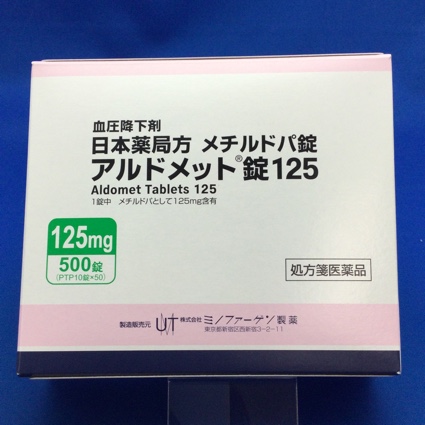 血圧降下剤
日本薬局方 メチルドパ錠
アルドメット®錠125
Aldomet Tablets 125
1錠中 メチルドパとして125mg含有
125mg
500錠
(PTP10錠×50)
処方箋医薬品
製造販売元 株式会社 ミノファーゲン製薬
東京都新宿区西新宿3-2-11